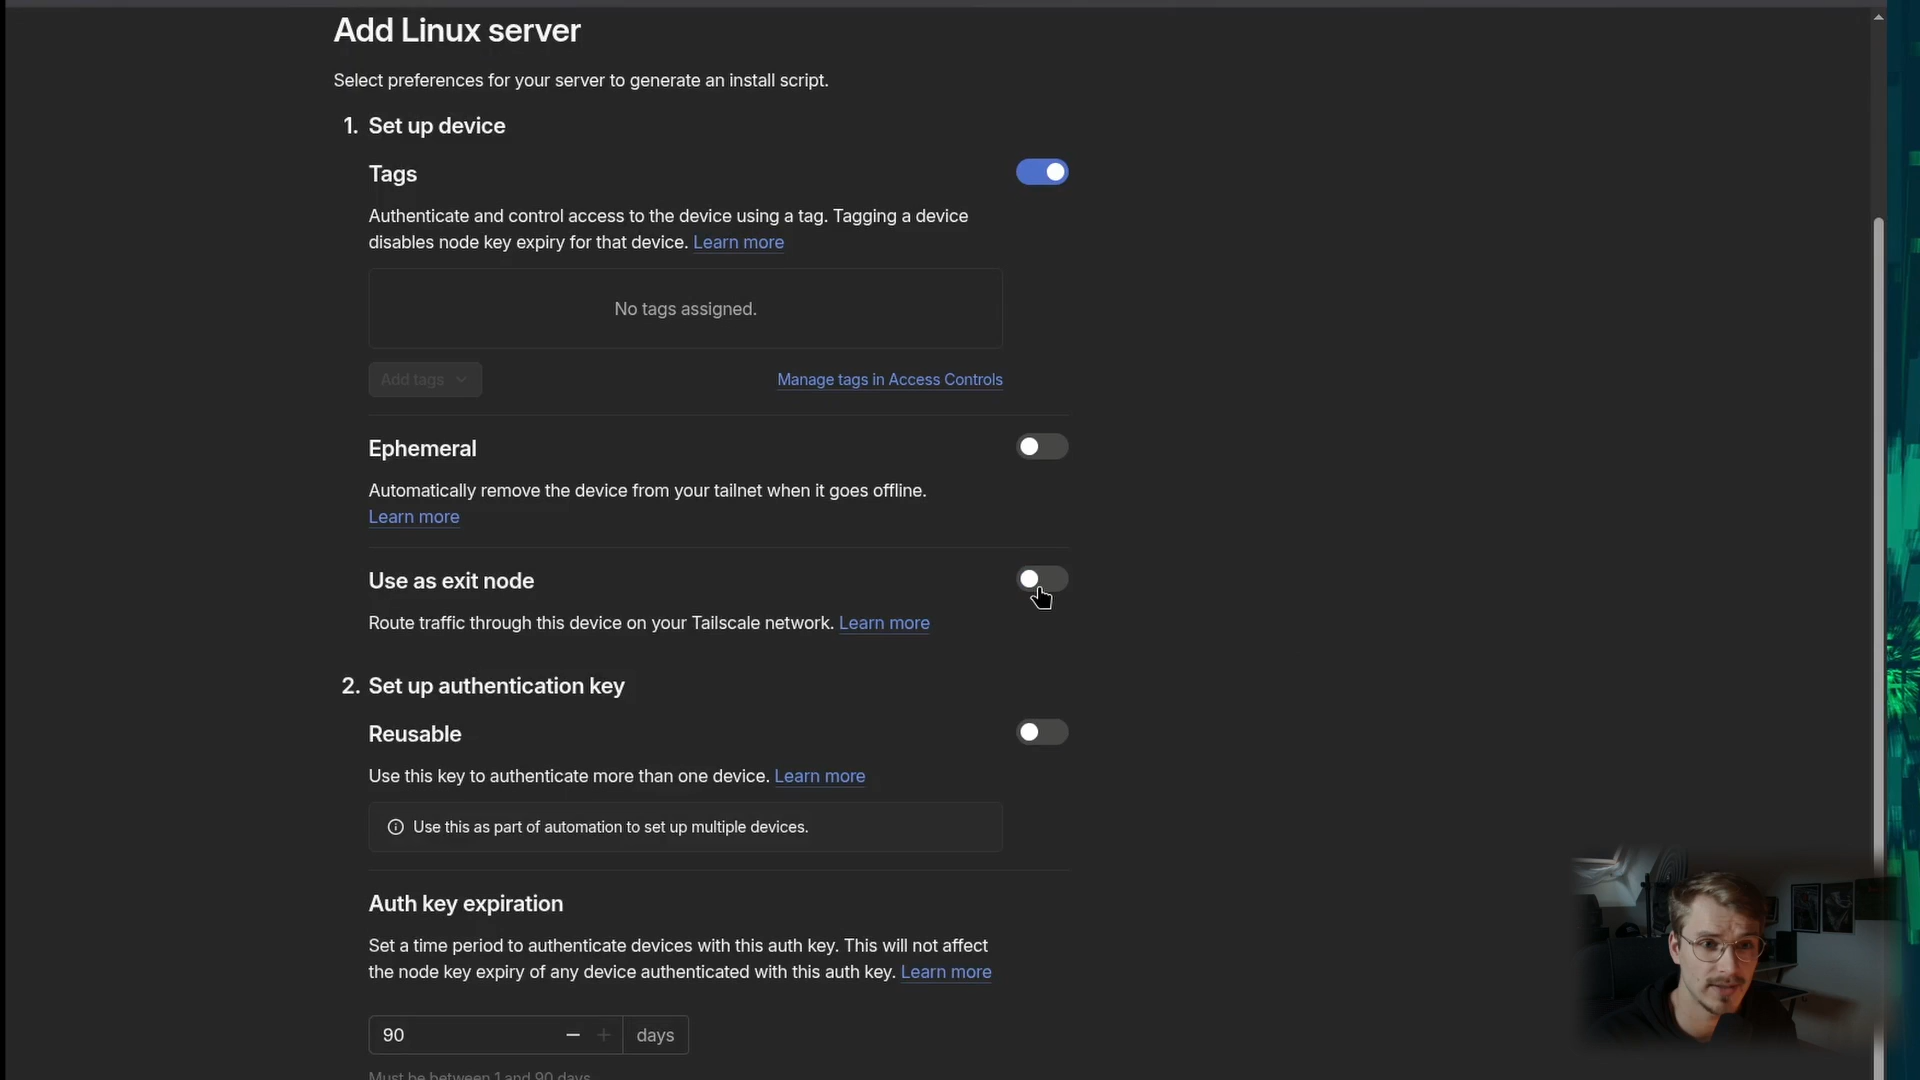 Add Linux server
Select preferences for your server to generate an install script.
1. Set up device
Tags
Authenticate and control access to the device using a tag. Tagging a device
disables node key expiry for that device. Learn more
No tags assigned.
Add tags
Manage tags in Access Controls
Ephemeral
Automatically remove the device from your tailnet when it goes offline.
Learn more
Use as exit node
Route traffic through this device on your Tailscale network. Learn more
2. Set up authentication key
Reusable
Use this key to authenticate more than one device. Learn more
Use this as part of automation to set up multiple devices.
Auth key expiration
Set a time period to authenticate devices with this auth key. This will not affect
the node key expiry of any device authenticated with this auth key. Learn more
90 − + days
Must be between 1 and 90 days